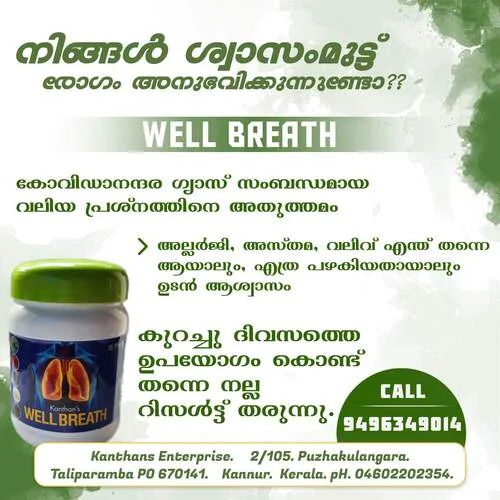 നിങ്ങൾ ശ്വാസംമുട്ട്
രോഗം അനുഭവിക്കുന്നുണ്ടോ??
WELL BREATH
കോവിഡാനന്ദര ഗ്യാസ് സംബന്ധമായ
വലിയ പ്രശ്നത്തിനെ അത്യുത്തമം
അല്ലർജി, അസ്തമ, വലിവ് എന്ത് തന്നെ
ആയാലും, എത്ര പഴകിയതായാലും
ഉടൻ ആശ്വാസം
കുറച്ചു ദിവസത്തെ
ഉപയോഗം കൊണ്ട്
തന്നെ നല്ല
റിസൾട്ട് തരുന്നു.
Kanthan's
WELL BREATH
CALL
9496349014
Kanthans Enterprise. 2/105. Puzhakulangara.
Taliparamba PO 670141. Kannur. Kerala. pH. 04602202354.